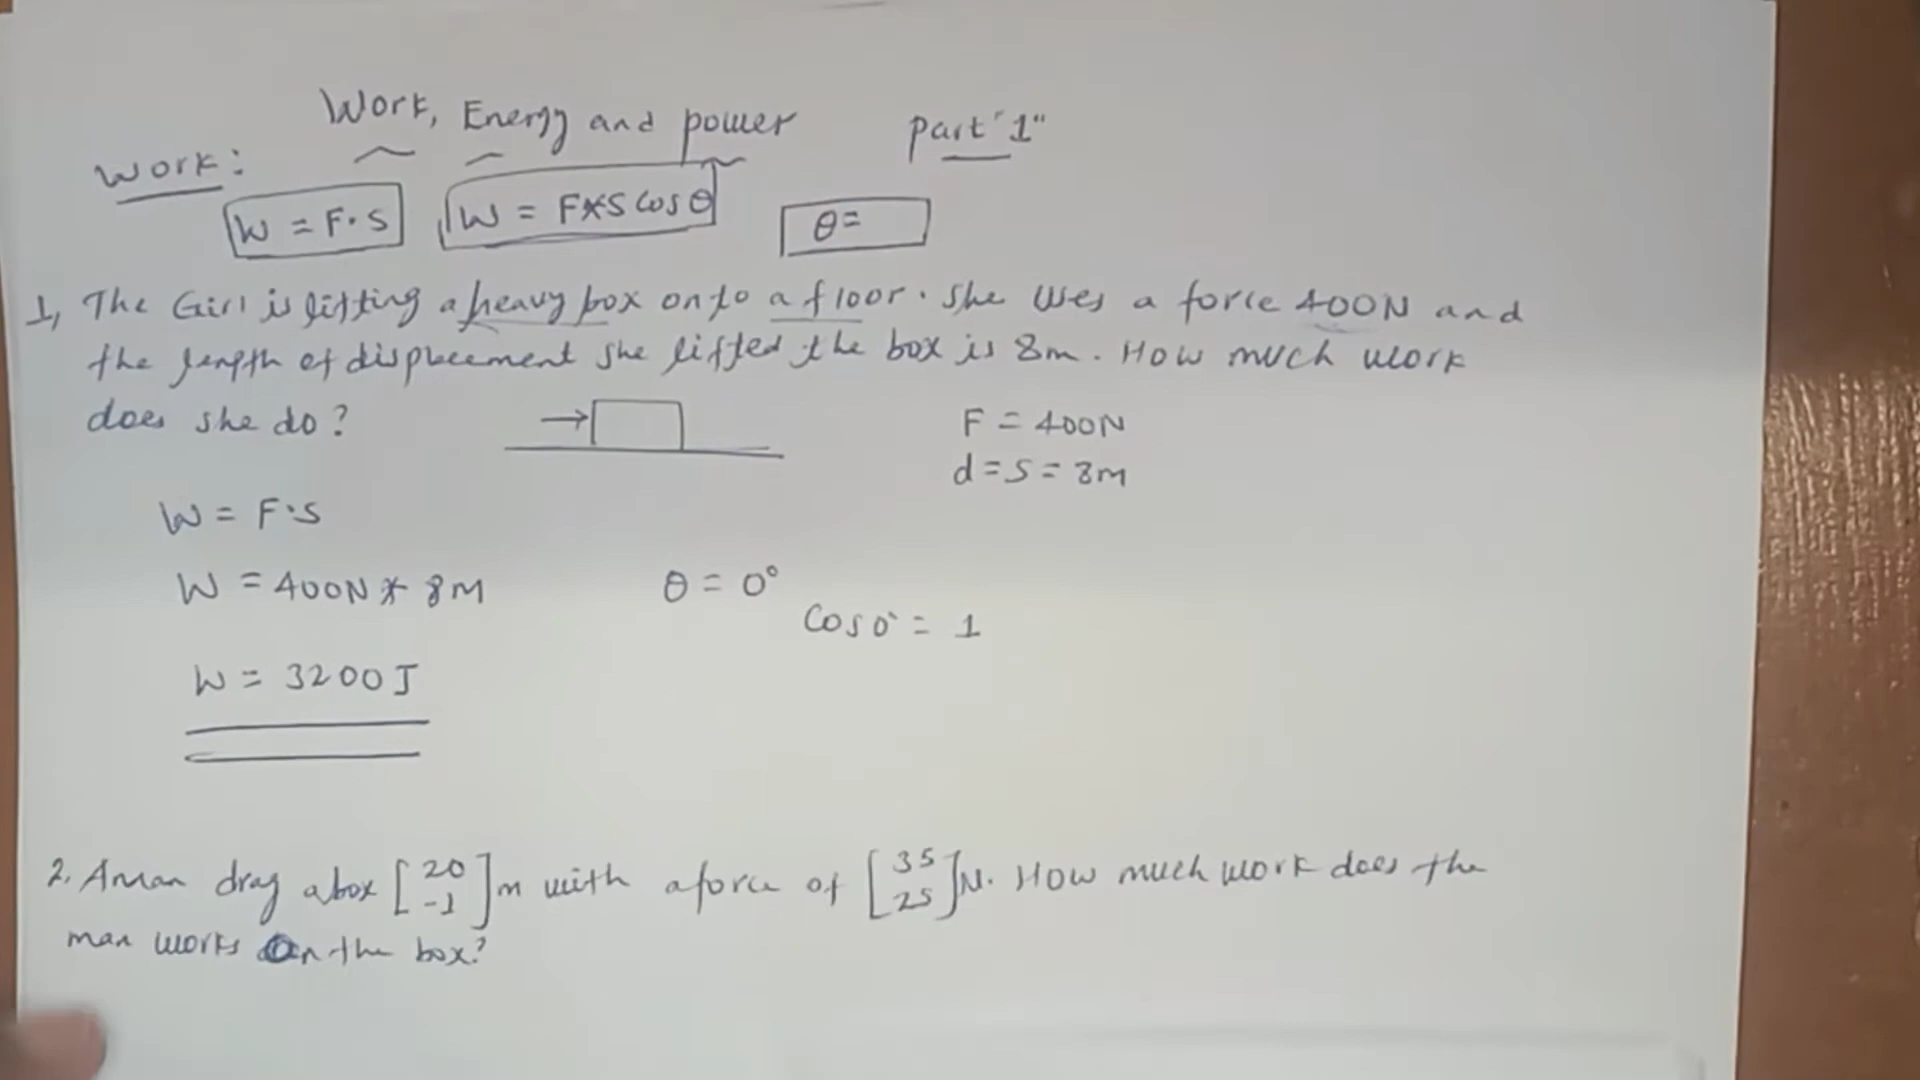 Work, Energy and power Part "1"
Work:
W = F·S W = F*S Cos θ θ=
1, The Girl is lifting a heavy box onto a floor. She uses a force 400N and
the length of displacement she lifted the box is 8m. How much work
does she do?
F = 400N
d = S = 8m
W = F·S
W = 400N * 8M θ = 0°
Cos 0° = 1
W = 3200J
2. A man drag a box [20 -1] m with a force of [35 25] N. How much work does the
man works on the box?